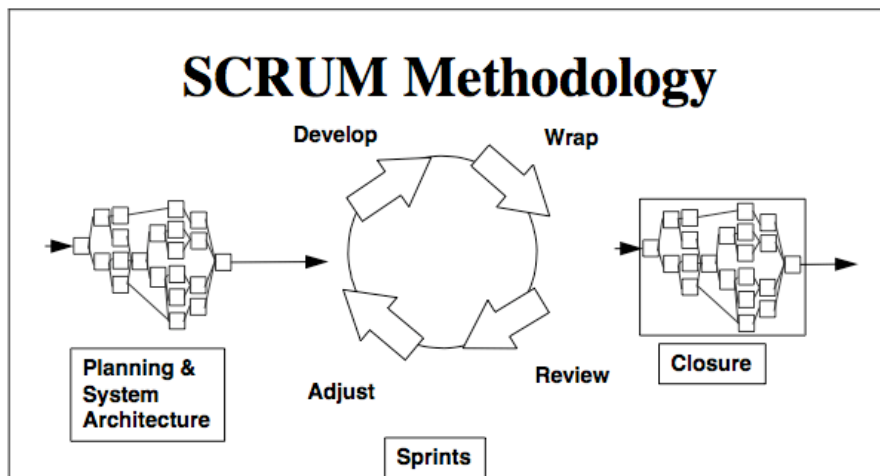 SCRUM Methodology
Develop
Wrap
Planning &
System
Architecture
Adjust
Review
Closure
Sprints